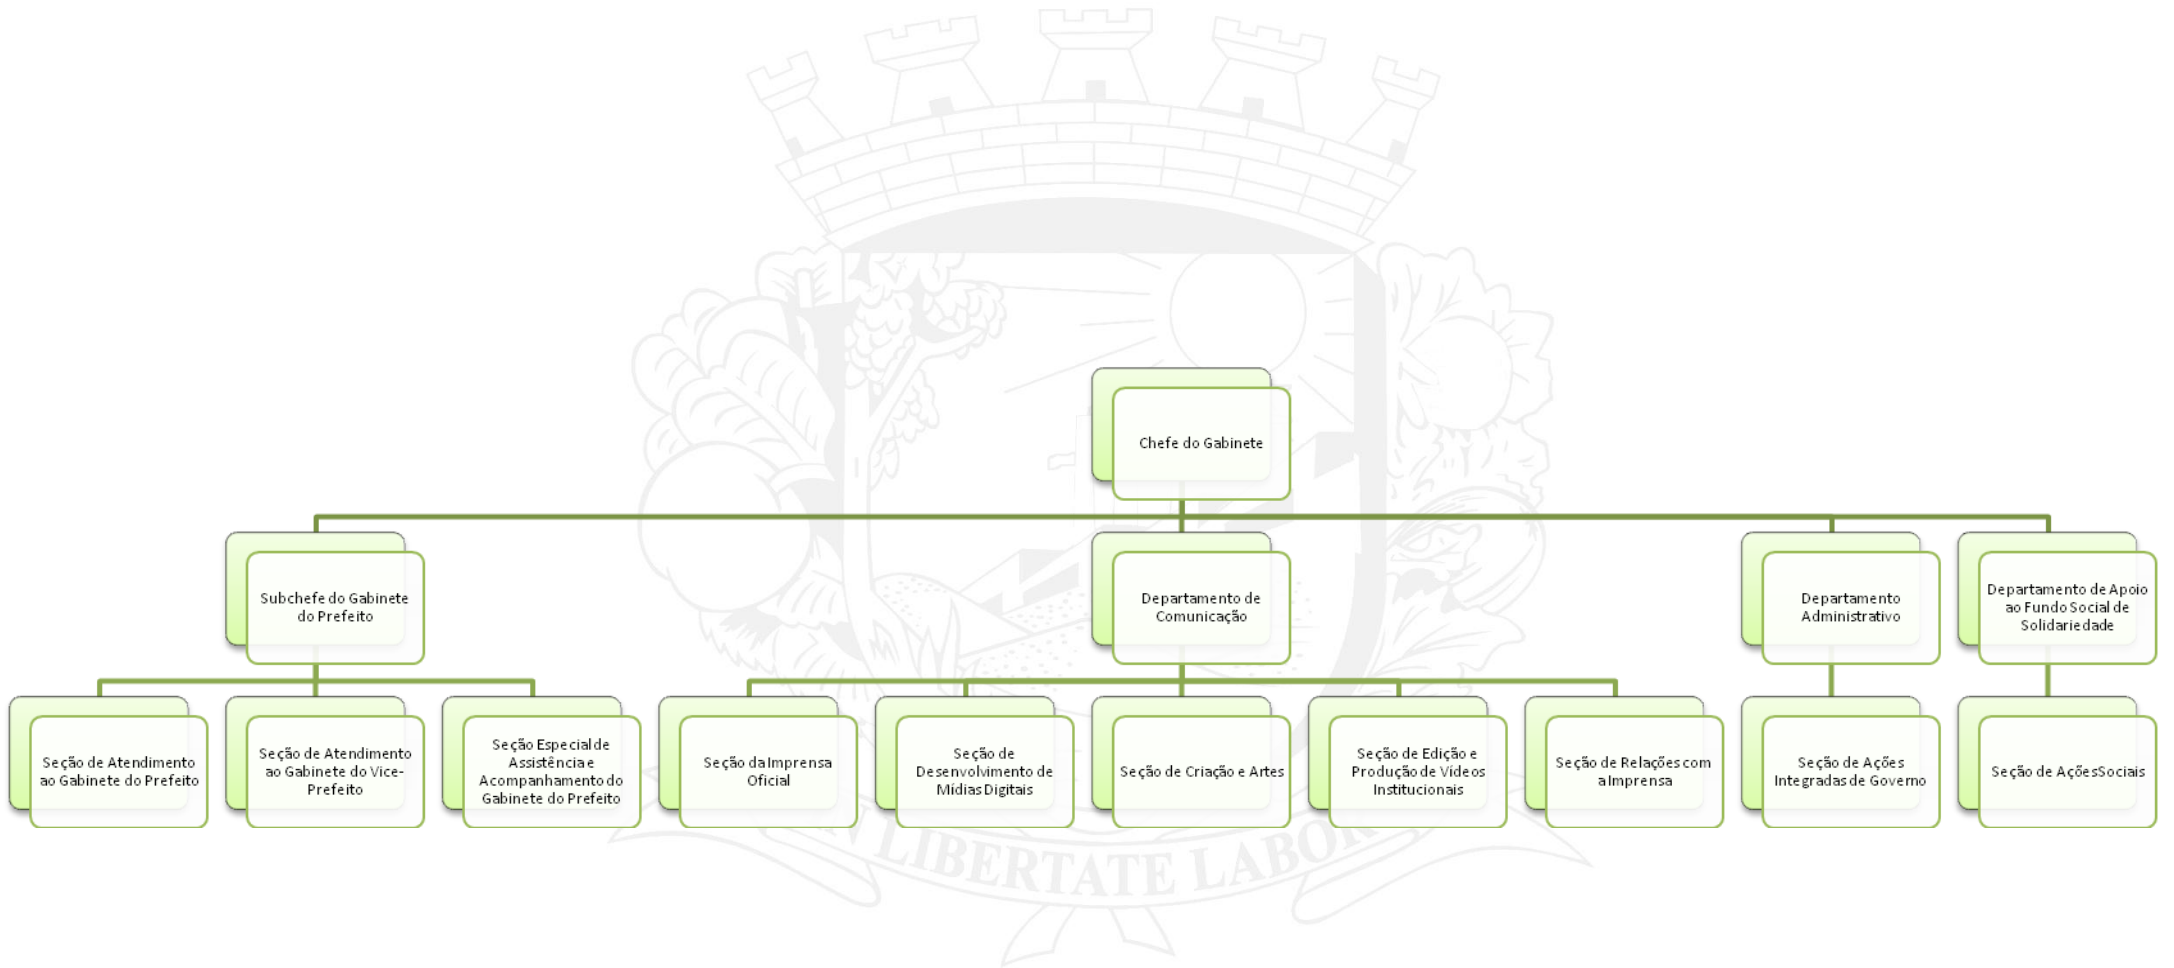 Chefe do Gabinete
Subchefe do Gabinete
do Prefeito
Departamento de
Comunicação
Departamento
Administrativo
Departamento de Apoio
ao Fundo Social de
Solidariedade
Seção de Atendimento
ao Gabinete do Prefeito
Seção de Atendimento
ao Gabinete do Vice-
Prefeito
Seção Especial de
Assistência e
Acompanhamento do
Gabinete do Prefeito
Seção da Imprensa
Oficial
Seção de
Desenvolvimento de
Mídias Digitais
Seção de Criação e Artes
Seção de Edição e
Produção de Vídeos
Institucionais
Seção de Relações com
a Imprensa
Seção de Ações
Integradas de Governo
Seção de Ações Sociais
LIBERTATE